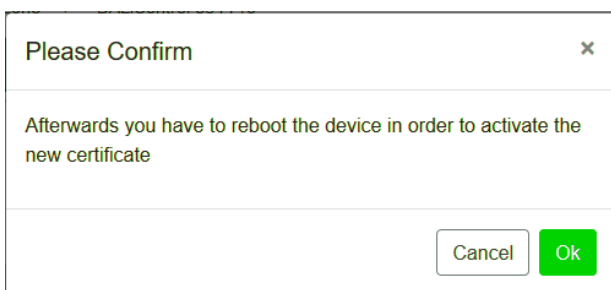 Please Confirm
×
Afterwards you have to reboot the device in order to activate the
new certificate
Cancel
Ok